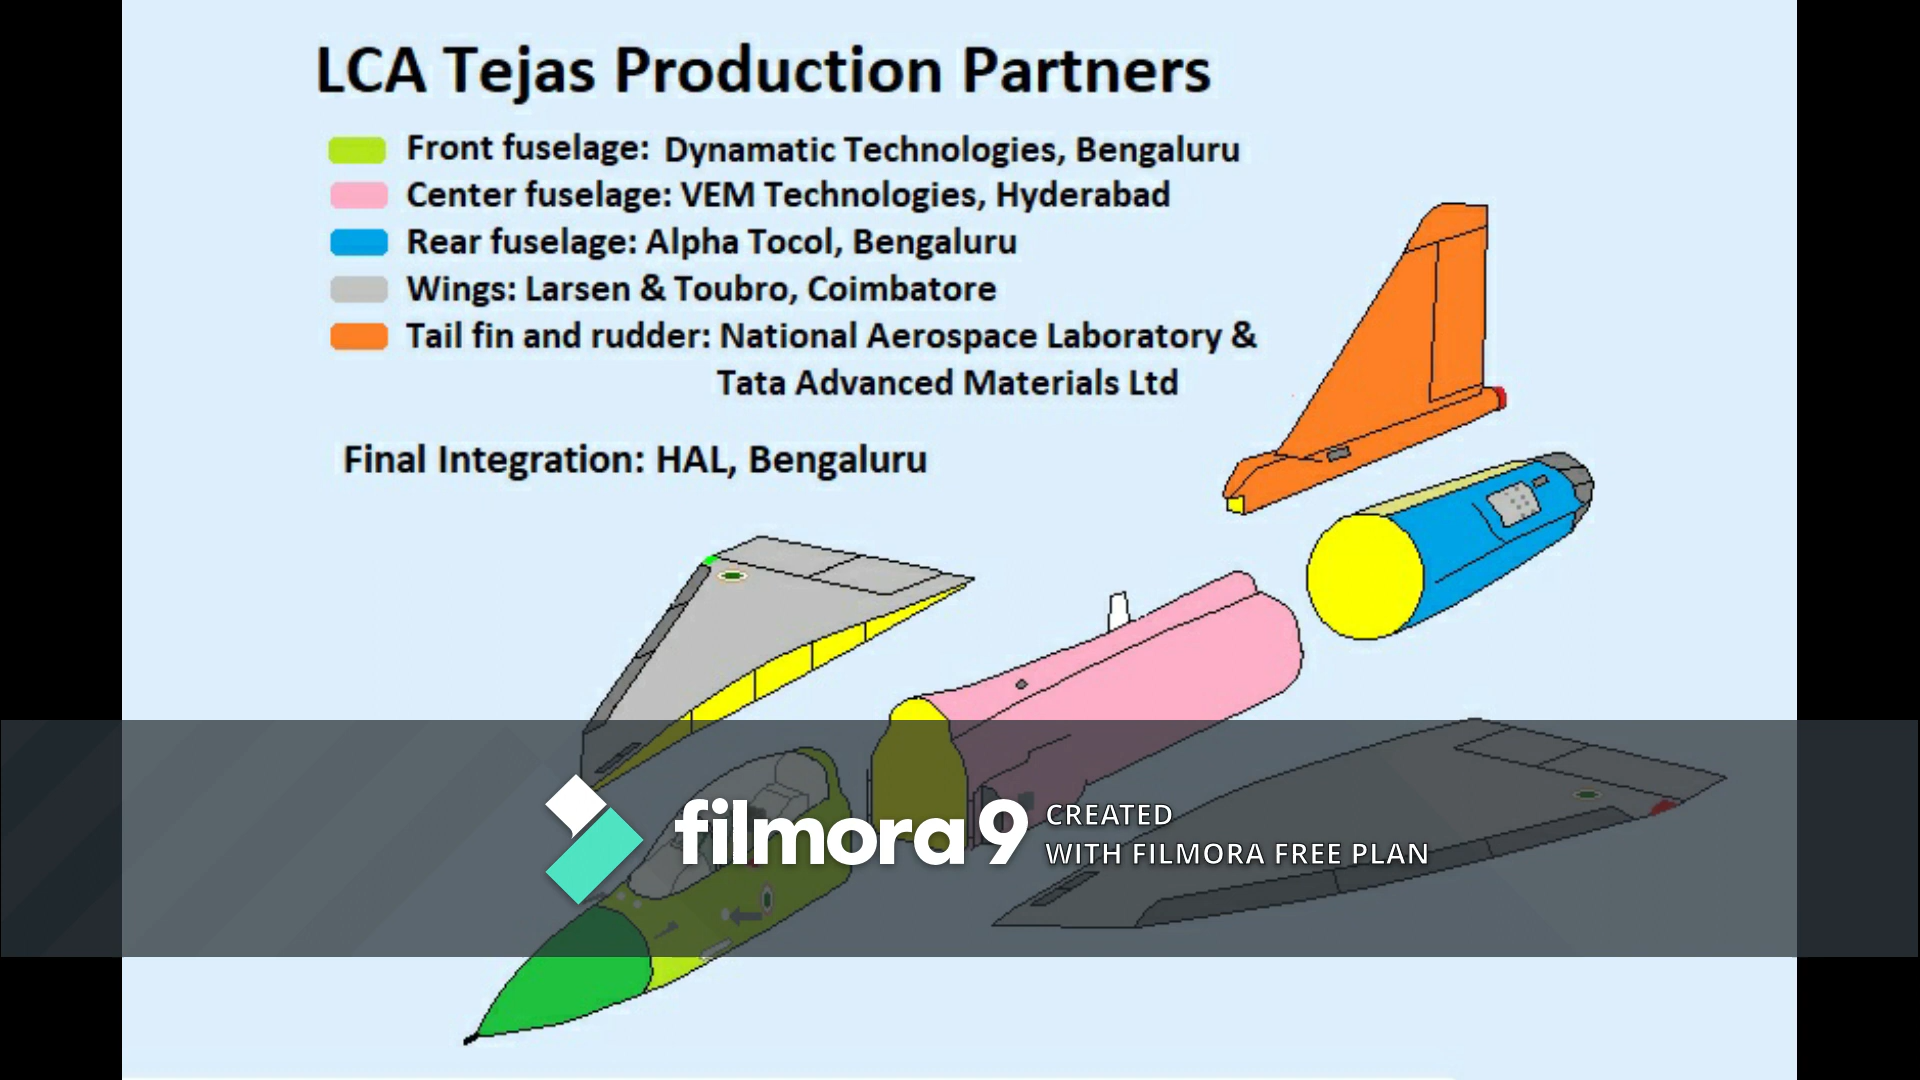 LCA Tejas Production Partners
Front fuselage: Dynamatic Technologies, Bengaluru
Center fuselage: VEM Technologies, Hyderabad
Rear fuselage: Alpha Tocol, Bengaluru
Wings: Larsen & Toubro, Coimbatore
Tail fin and rudder: National Aerospace Laboratory &
Tata Advanced Materials Ltd
Final Integration: HAL, Bengaluru
filmora9
CREATED
WITH FILMORA FREE PLAN